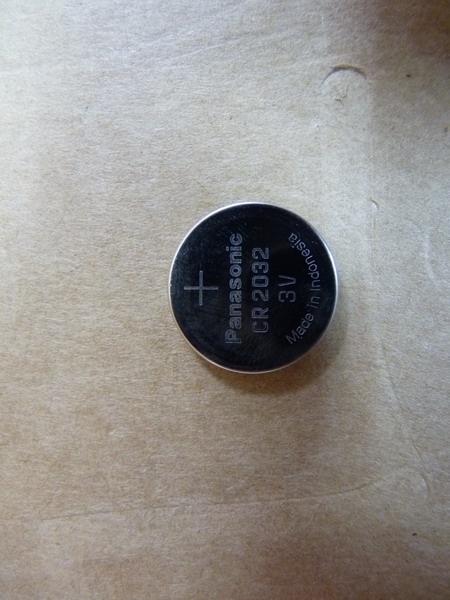 +
Panasonic
CR 2032
3V
Made in Indonesia